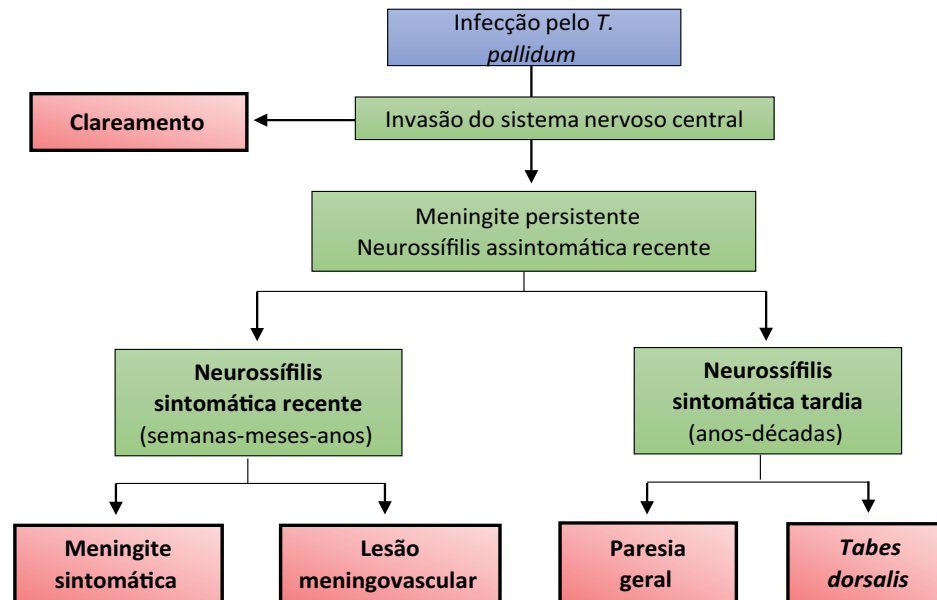 Infecção pelo T.
pallidum
Clareamento
Invasão do sistema nervoso central
Meningite persistente
Neurossífilis assintomática recente
Neurossífilis
sintomática recente
(semanas-meses-anos)
Neurossífilis
sintomática tardia
(anos-décadas)
Meningite
sintomática
Lesão
meningovascular
Paresia
geral
Tabes
dorsalis